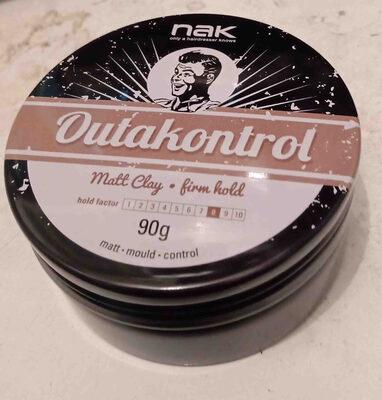 nak
only a hairdresser knows
Outakontrol
Matt Clay • firm hold
hold factor 1 2 3 4 5 6 7 8 9 10
90g
matt • mould • control